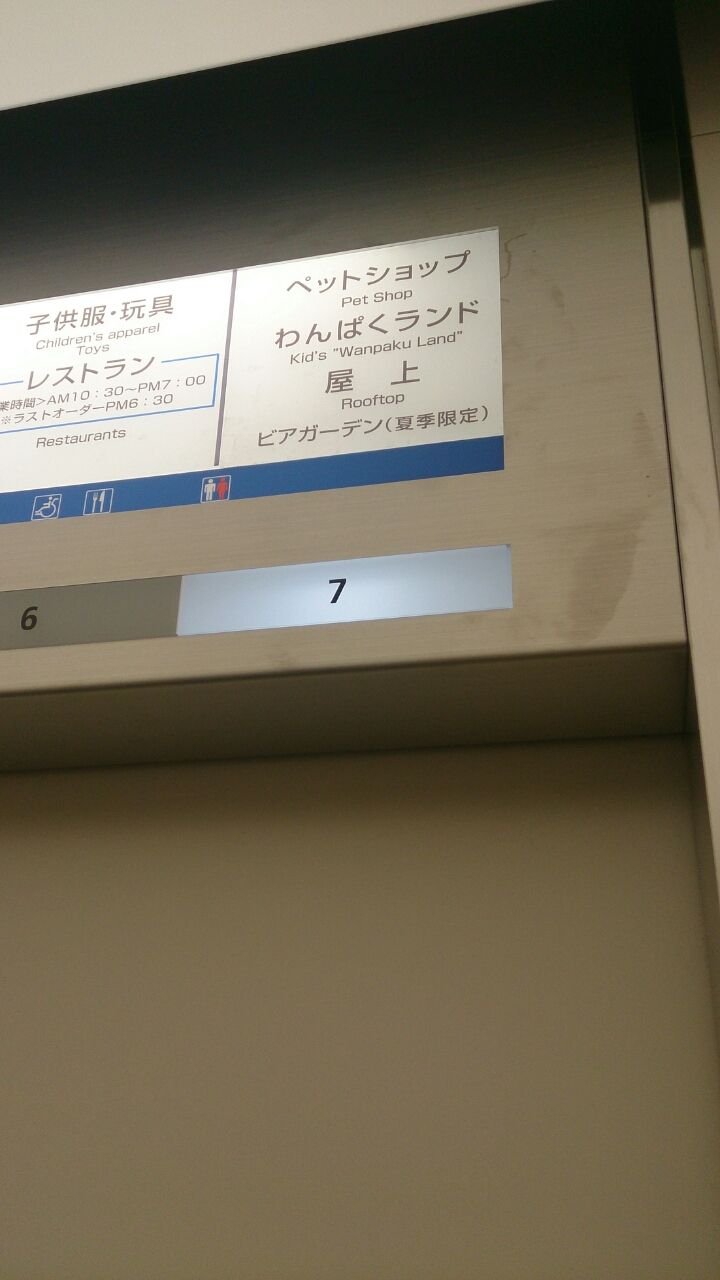 子供服・玩具
Children's apparel
Toys
レストラン
業時間>AM10：30～PM7：00
※ラストオーダーPM6：30
Restaurants
ペットショップ
Pet Shop
わんぱくランド
Kid's "Wanpaku Land"
屋 上
Rooftop
ビアガーデン(夏季限定)
6
7